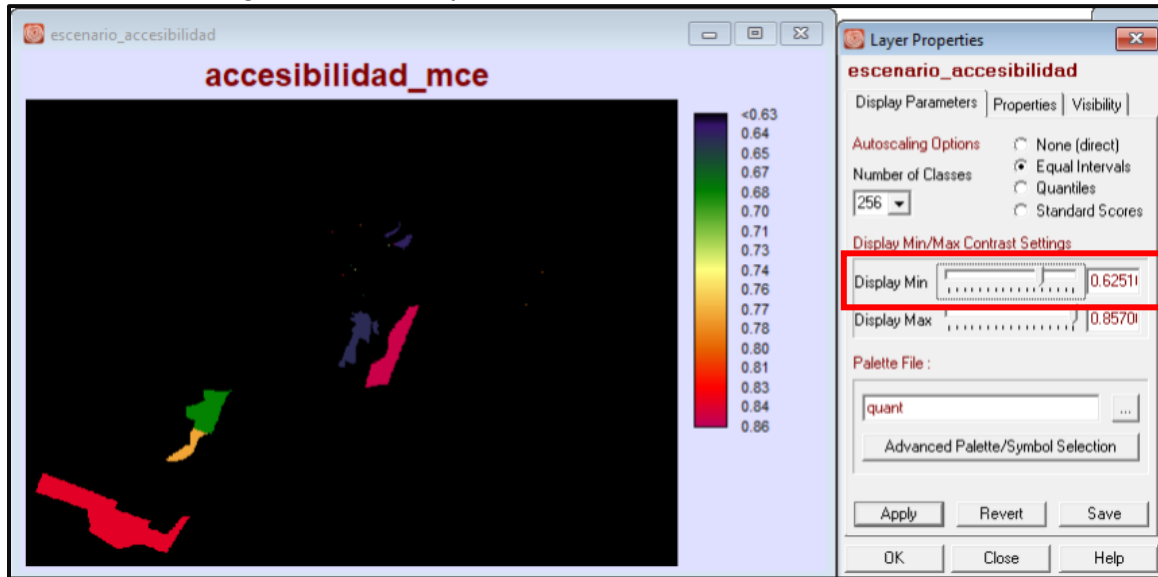 escenario_accesibilidad
accesibilidad_mce
<0.63
0.64
0.65
0.67
0.68
0.70
0.71
0.73
0.74
0.76
0.77
0.78
0.80
0.81
0.83
0.84
0.86
Layer Properties
escenario_accesibilidad
Display Parameters Properties Visibility
Autoscaling Options
None (direct)
Number of Classes
Equal Intervals
256
Quantiles
Standard Scores
Display Min/Max Contrast Settings
Display Min 0.6251
Display Max 0.8570
Palette File :
quant ...
Advanced Palette/Symbol Selection
Apply Revert Save
OK Close Help